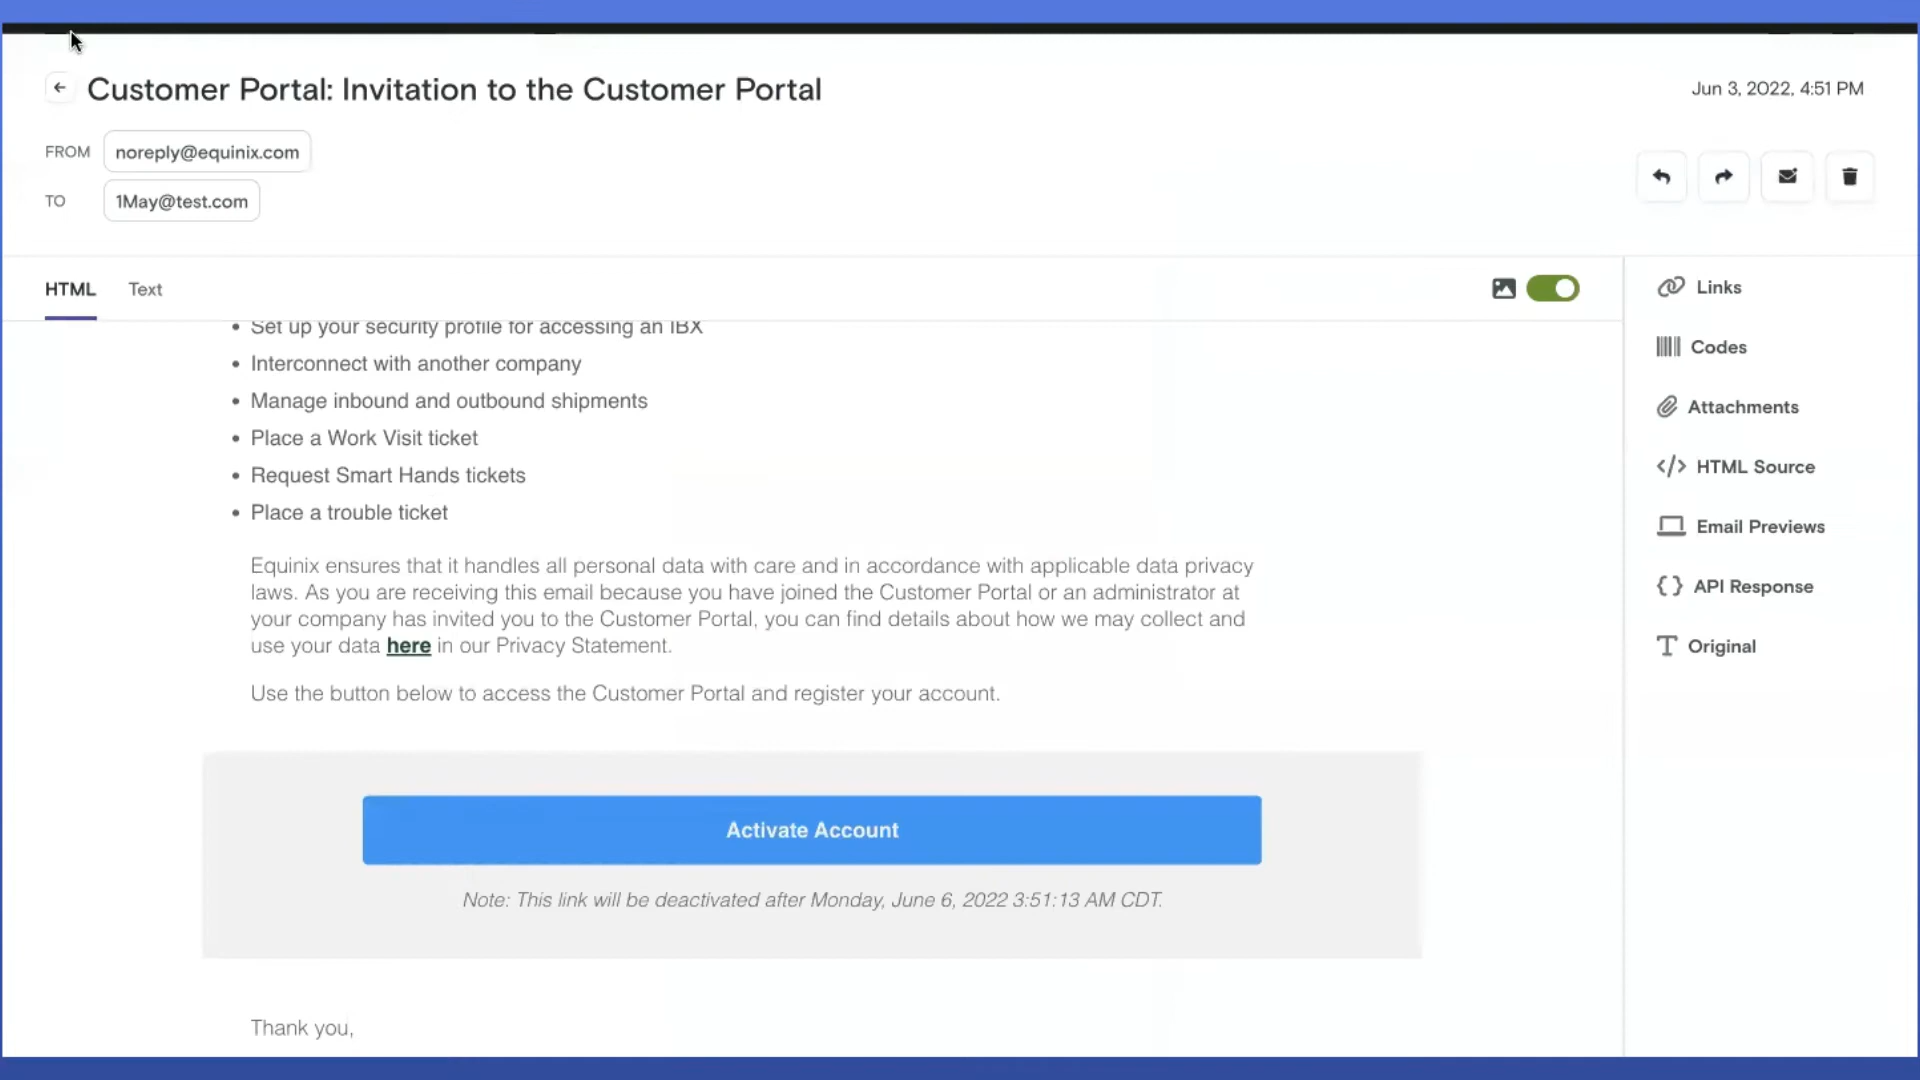 Customer Portal: Invitation to the Customer Portal
Jun 3, 2022, 4:51 PM
FROM noreply@equinix.com
TO 1May@test.com
HTML Text
Links
Codes
Attachments
HTML Source
Email Previews
API Response
Original
• Set up your security profile for accessing an IBX
• Interconnect with another company
• Manage inbound and outbound shipments
• Place a Work Visit ticket
• Request Smart Hands tickets
• Place a trouble ticket
Equinix ensures that it handles all personal data with care and in accordance with applicable data privacy
laws. As you are receiving this email because you have joined the Customer Portal or an administrator at
your company has invited you to the Customer Portal, you can find details about how we may collect and
use your data here in our Privacy Statement.
Use the button below to access the Customer Portal and register your account.
Activate Account
Note: This link will be deactivated after Monday, June 6, 2022 3:51:13 AM CDT.
Thank you,